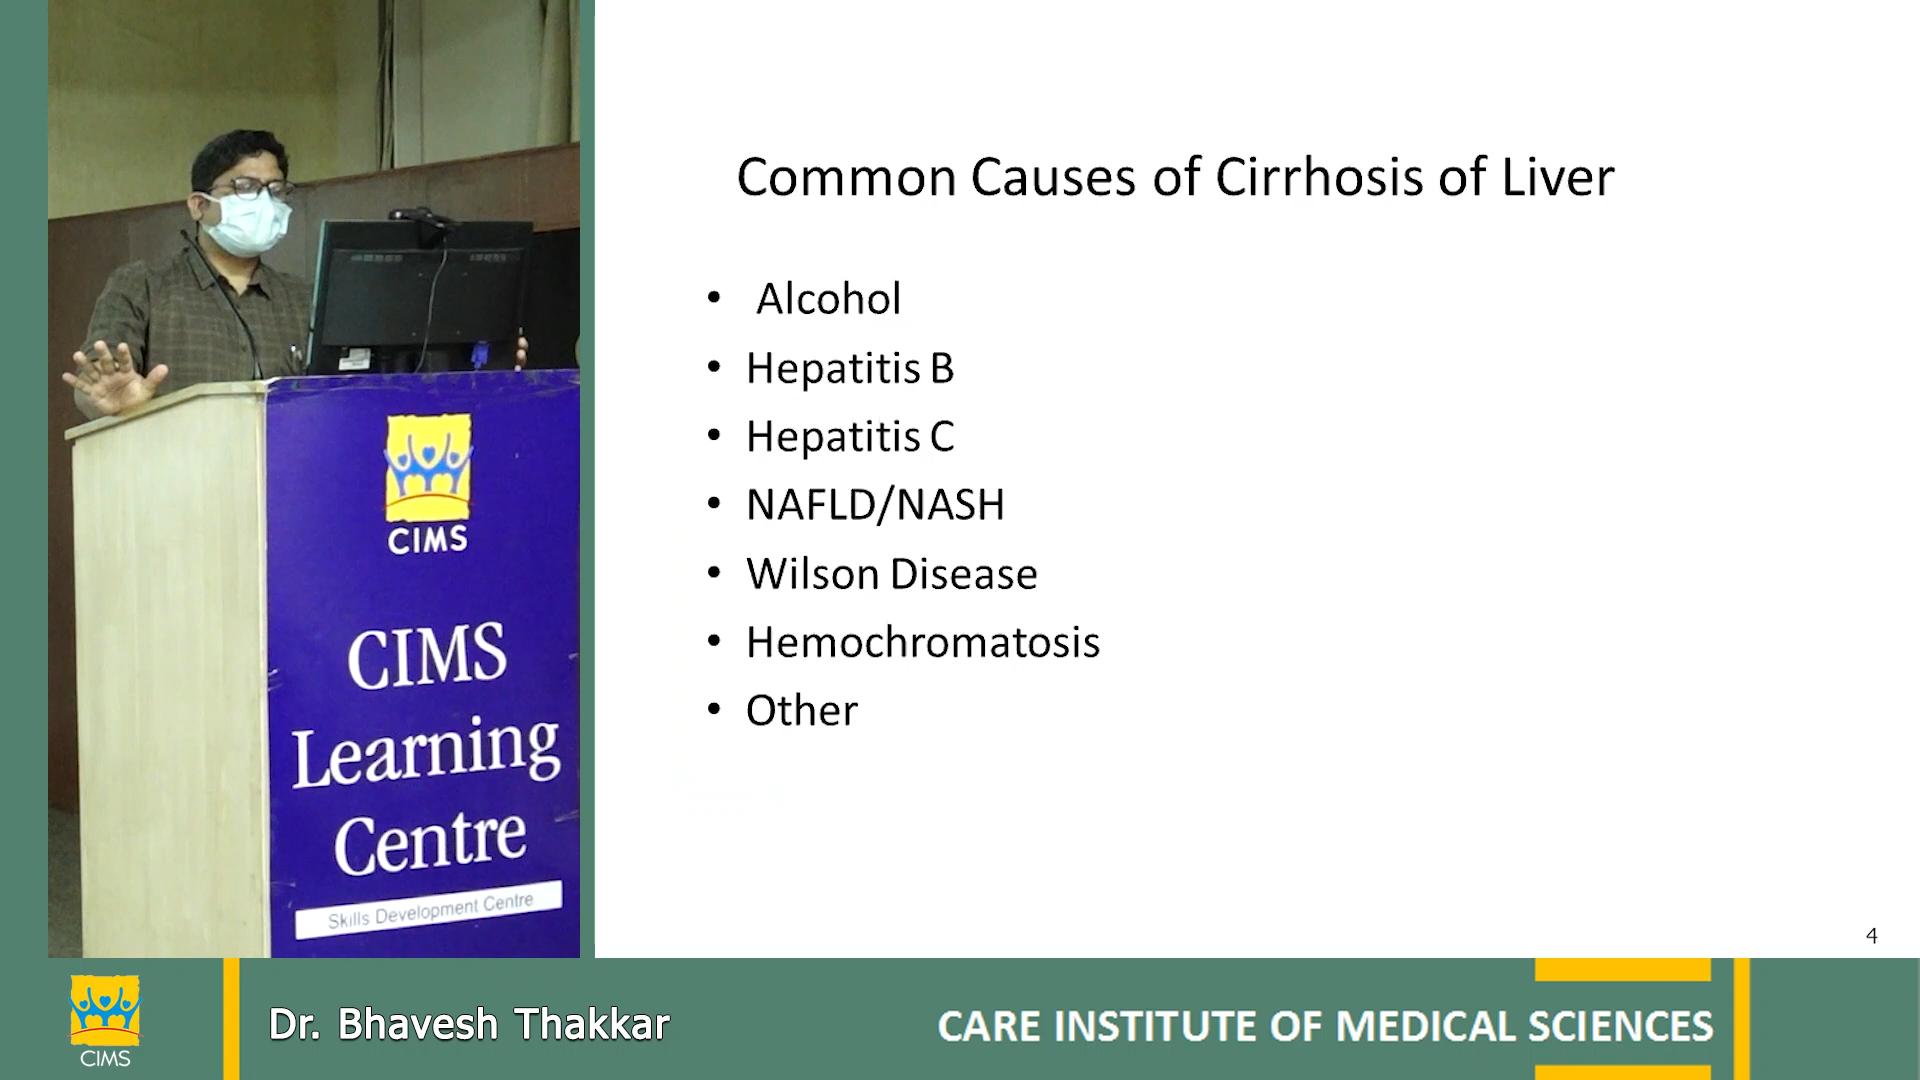 Common Causes of Cirrhosis of Liver
• Alcohol
• Hepatitis B
• Hepatitis C
• NAFLD/NASH
• Wilson Disease
• Hemochromatosis
• Other
4
CIMS
CIMS
Learning
Centre
Skills Development Centre
CIMS
Dr. Bhavesh Thakkar
CARE INSTITUTE OF MEDICAL SCIENCES